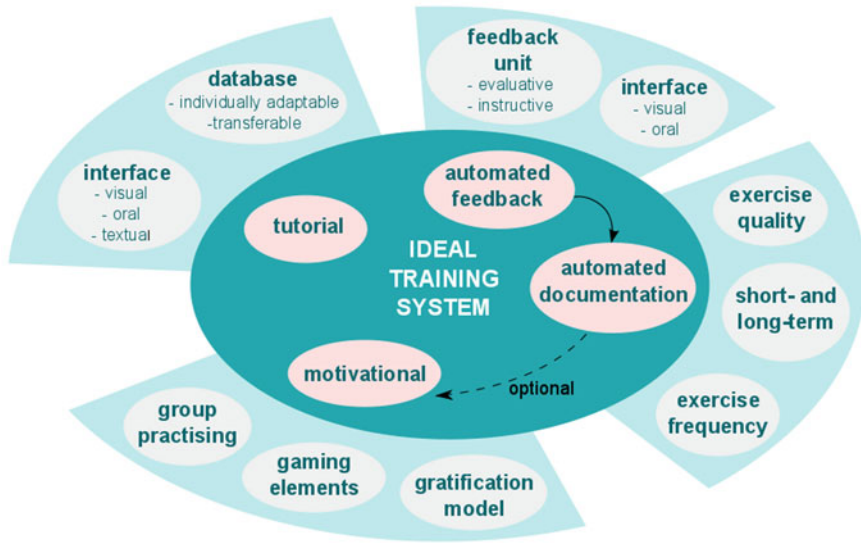 database
- individually adaptable
-transferable
interface
- visual
- oral
- textual
feedback
unit
- evaluative
- instructive
interface
- visual
- oral
tutorial
automated
feedback
IDEAL
TRAINING
SYSTEM
automated
documentation
motivational
optional
exercise
quality
short- and
long-term
exercise
frequency
group
practising
gaming
elements
gratification
model